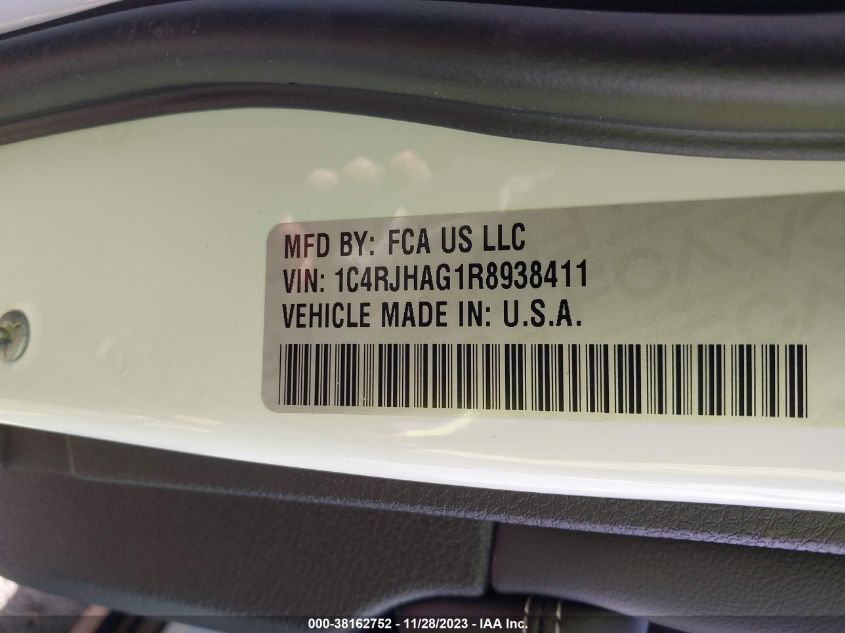 MFD BY: FCA US LLC
VIN: 1C4RJHAG1R8938411
VEHICLE MADE IN: U.S.A.
000-38162752 - 11/28/2023 - IAA Inc.